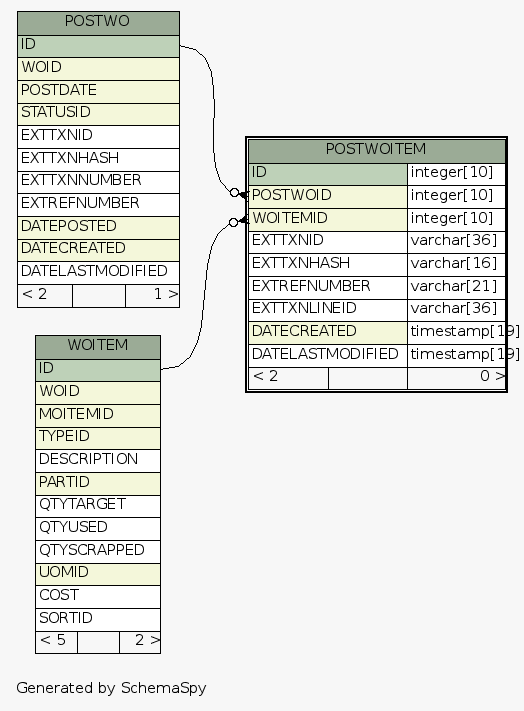 POSTWO
ID
WOID
POSTDATE
STATUSID
EXTTXNID
EXTTXNHASH
EXTTXNNUMBER
EXTREFNUMBER
DATEPOSTED
DATECREATED
DATELASTMODIFIED
< 2 1 >
POSTWOITEM
ID integer[10]
POSTWOID integer[10]
WOITEMID integer[10]
EXTTXNID varchar[36]
EXTTXNHASH varchar[16]
EXTREFNUMBER varchar[21]
EXTTXNLINEID varchar[36]
DATECREATED timestamp[19]
DATELASTMODIFIED timestamp[19]
< 2 0 >
WOITEM
ID
WOID
MOITEMID
TYPEID
DESCRIPTION
PARTID
QTYTARGET
QTYUSED
QTYSCRAPPED
UOMID
COST
SORTID
< 5 2 >
Generated by SchemaSpy